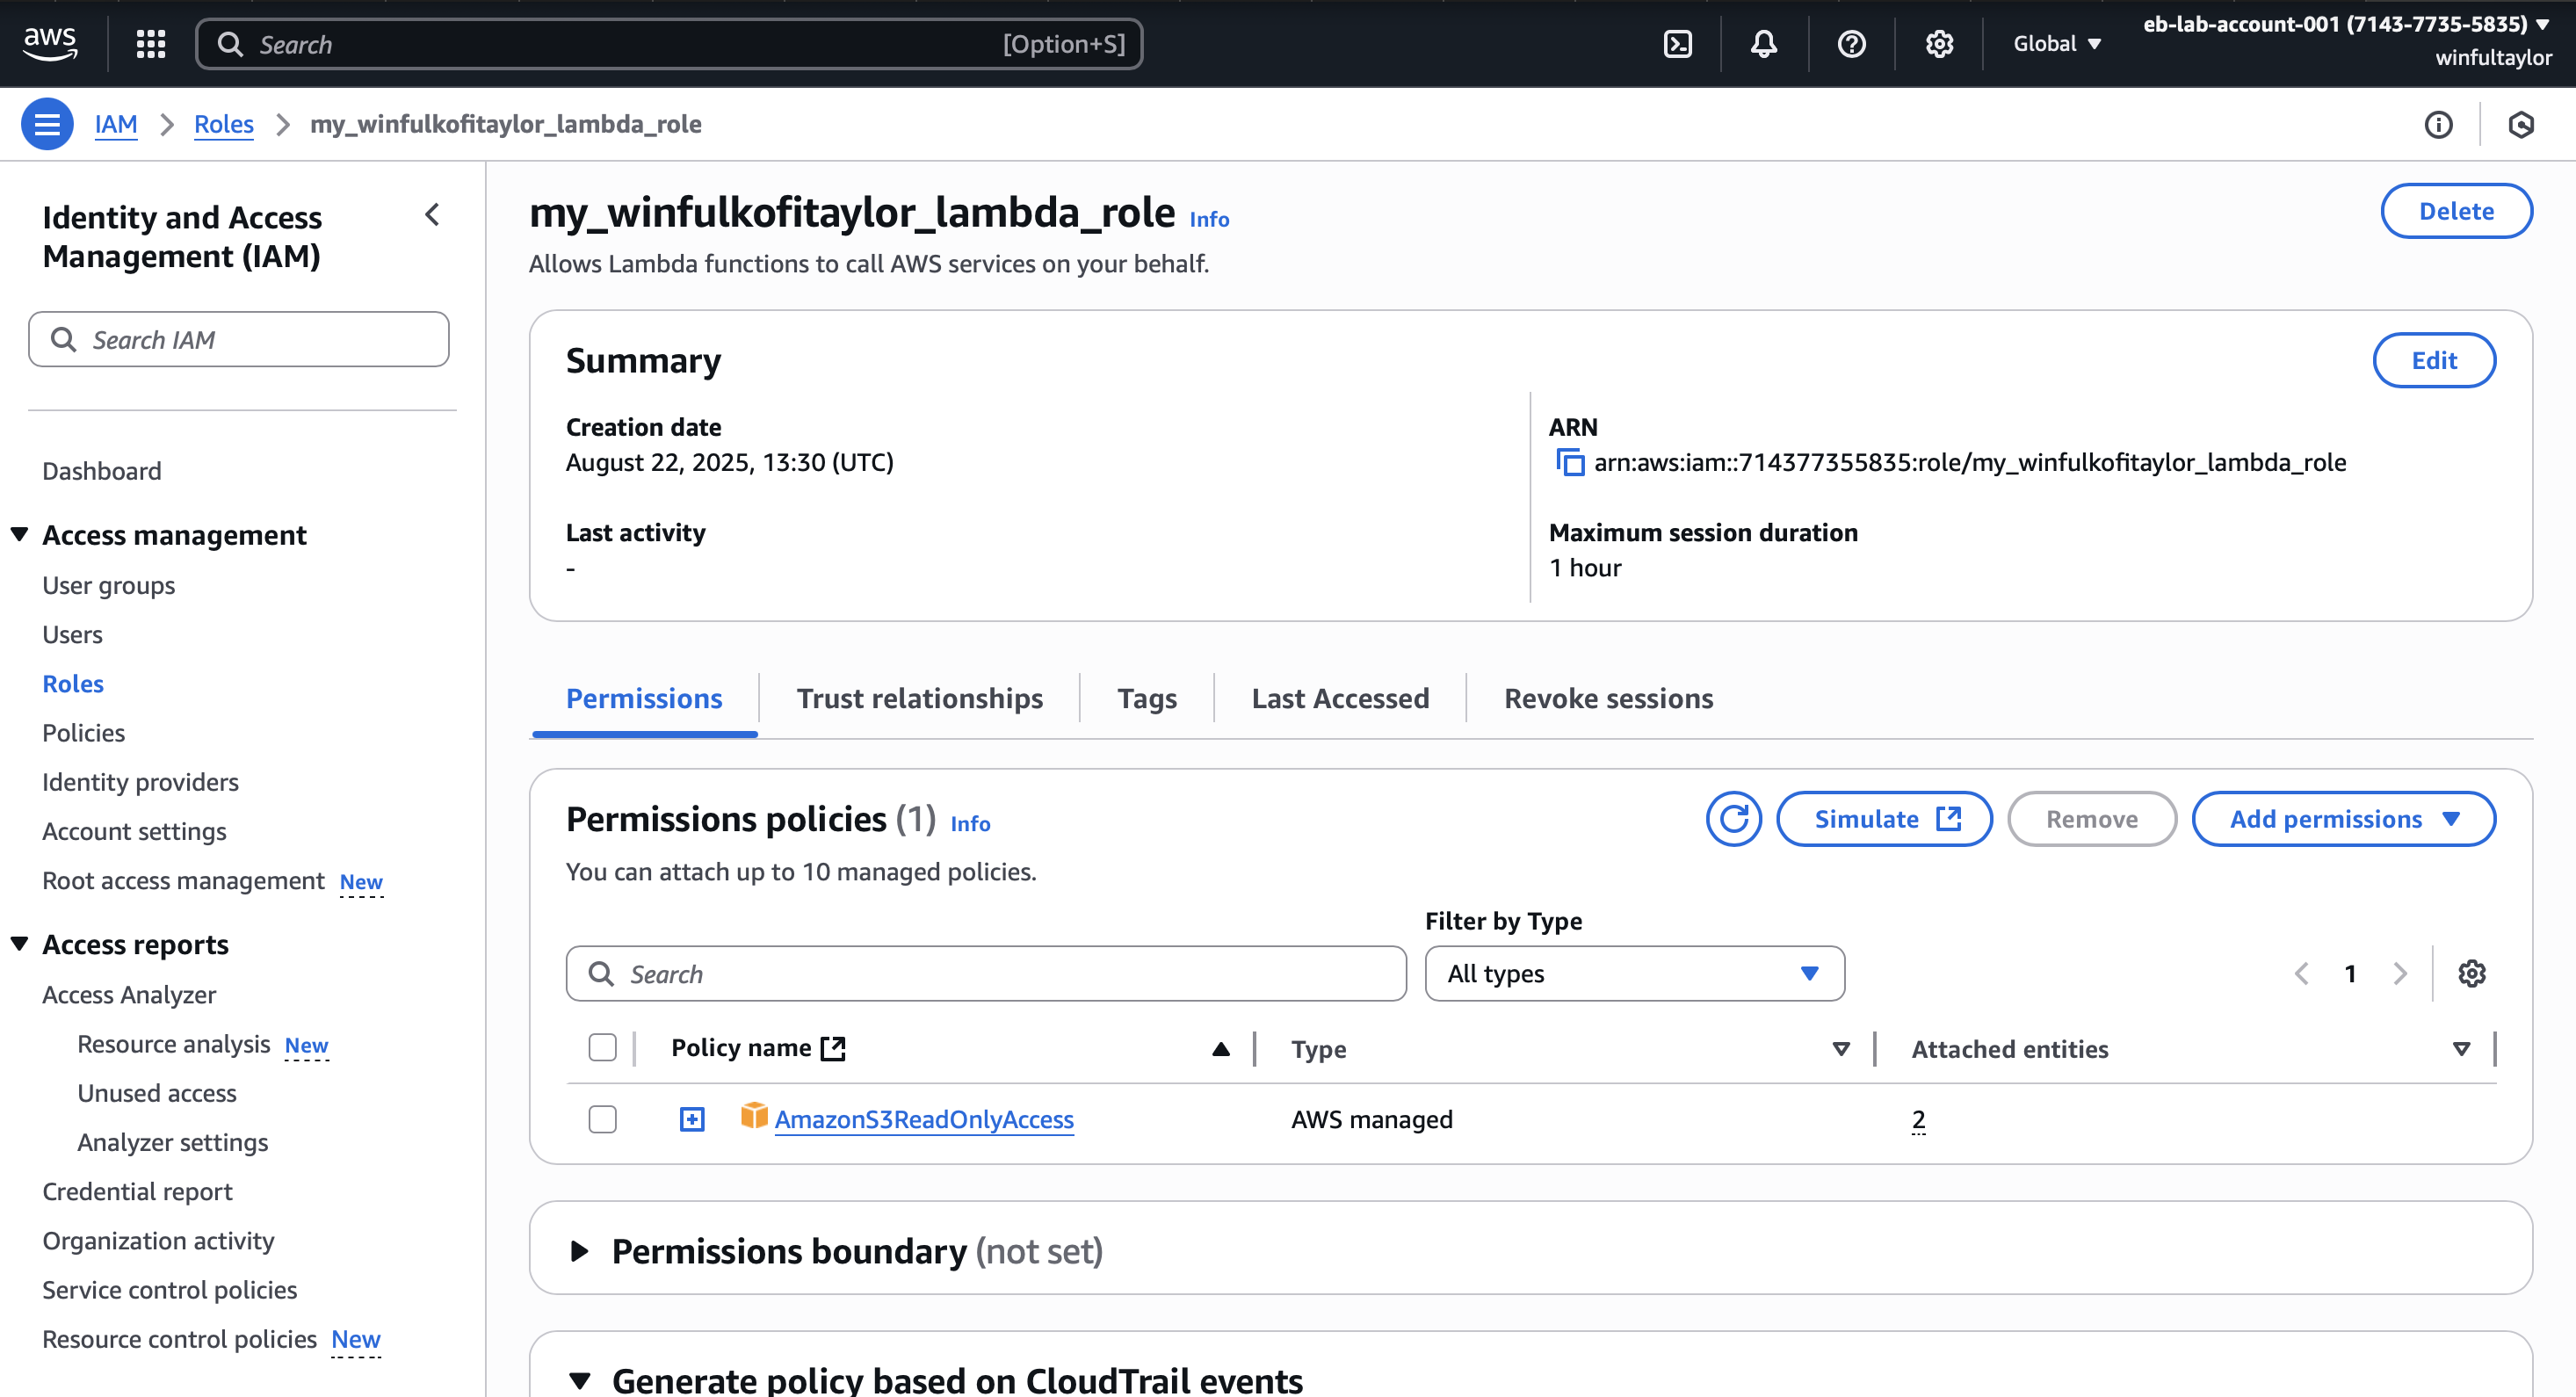 aws
Search
[Option+S]
Global
eb-lab-account-001 (7143-7735-5835)
winfultaylor
IAM
Roles
my_winfulkofitaylor_lambda_role
Identity and Access
Management (IAM)
Search IAM
Dashboard
Access management
User groups
Users
Roles
Policies
Identity providers
Account settings
Root access management New
Access reports
Access Analyzer
Resource analysis New
Unused access
Analyzer settings
Credential report
Organization activity
Service control policies
Resource control policies New
my_winfulkofitaylor_lambda_role Info
Delete
Allows Lambda functions to call AWS services on your behalf.
Summary
Edit
Creation date
August 22, 2025, 13:30 (UTC)
ARN
arn:aws:iam::714377355835:role/my_winfulkofitaylor_lambda_role
Last activity
-
Maximum session duration
1 hour
Permissions
Trust relationships
Tags
Last Accessed
Revoke sessions
Permissions policies (1) Info
Simulate
Remove
Add permissions
You can attach up to 10 managed policies.
Filter by Type
Search
All types
1
Policy name
Type
Attached entities
AmazonS3ReadOnlyAccess
AWS managed
2
Permissions boundary (not set)
Generate policy based on CloudTrail events